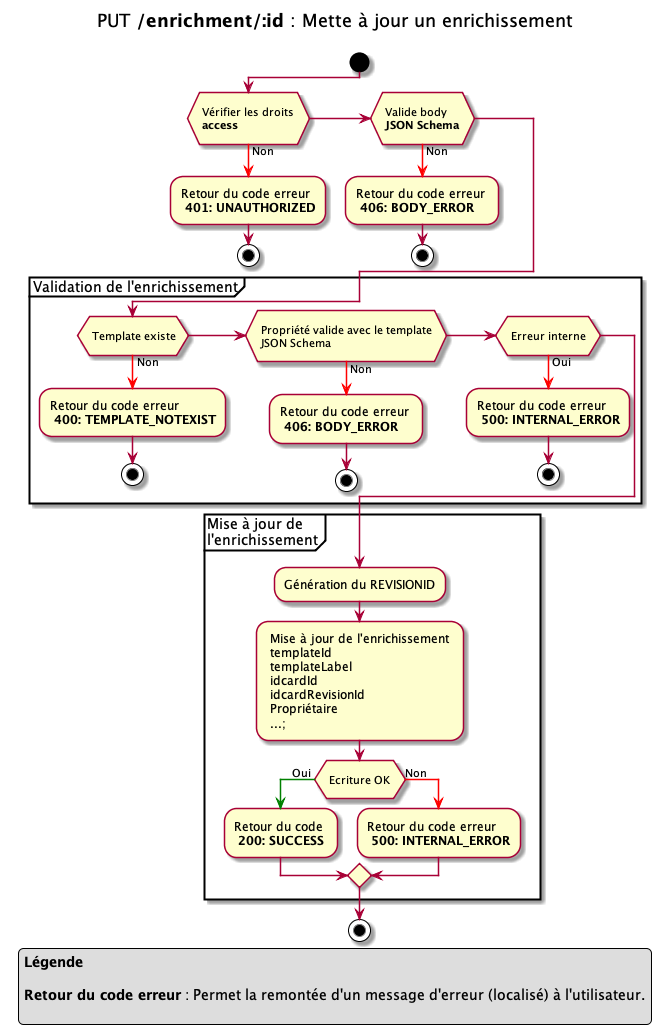 PUT /enrichment/:id : Mette à jour un enrichissement
Vérifier les droits
access
Valide body
JSON Schema
Non
Non
Retour du code erreur
401: UNAUTHORIZED
Retour du code erreur
406: BODY_ERROR
Validation de l'enrichissement
Template existe
Propriété valide avec le template
JSON Schema
Erreur interne
Non
Non
Oui
Retour du code erreur
400: TEMPLATE_NOTEXIST
Retour du code erreur
406: BODY_ERROR
Retour du code erreur
500: INTERNAL_ERROR
Mise à jour de
l'enrichissement
Génération du REVISIONID
Mise à jour de l'enrichissement
templateId
templateLabel
idcardId
idcardRevisionId
Propriétaire
...;
Oui
Ecriture OK
Non
Retour du code
200: SUCCESS
Retour du code erreur
500: INTERNAL_ERROR
Légende
Retour du code erreur : Permet la remontée d'un message d'erreur (localisé) à l'utilisateur.